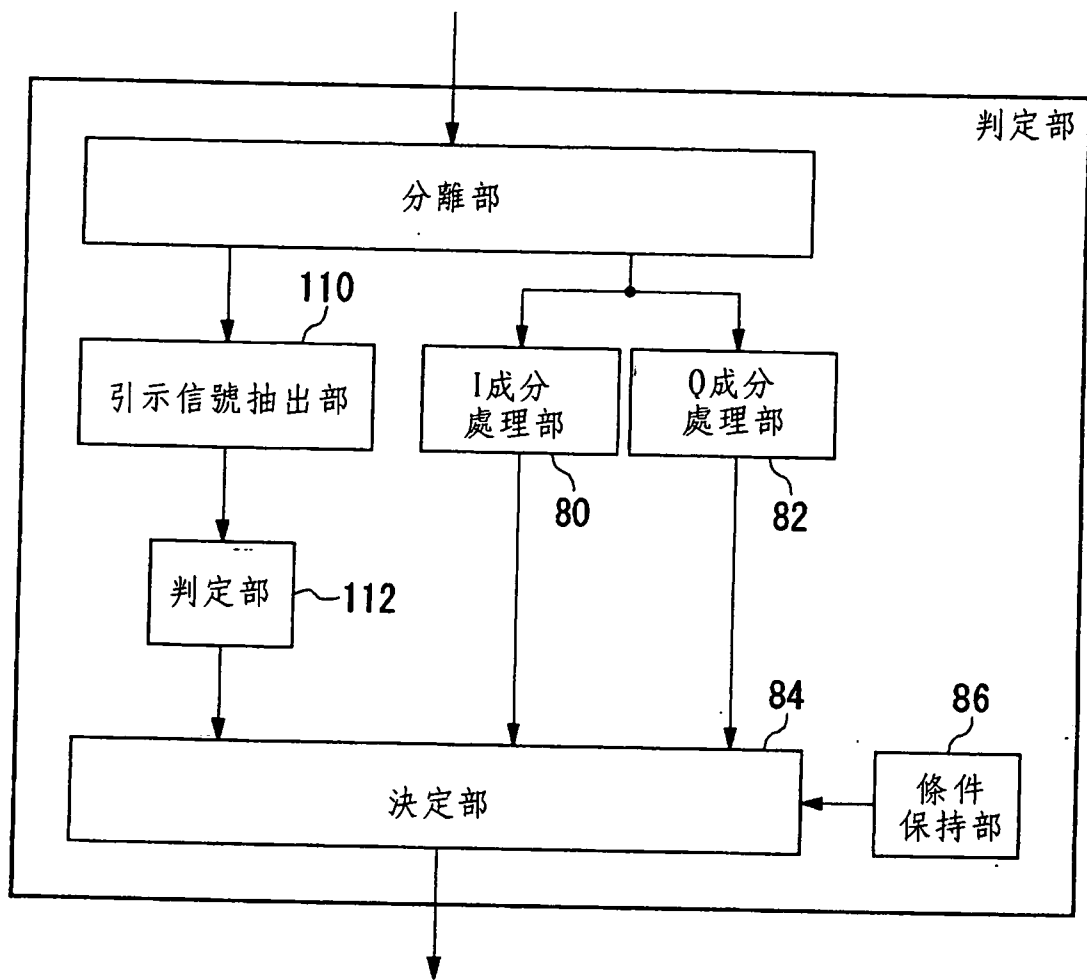 判定部
分離部
110
引示信號抽出部
I成分
處理部
80
Q成分
處理部
82
判定部
112
84
決定部
86
條件
保持部